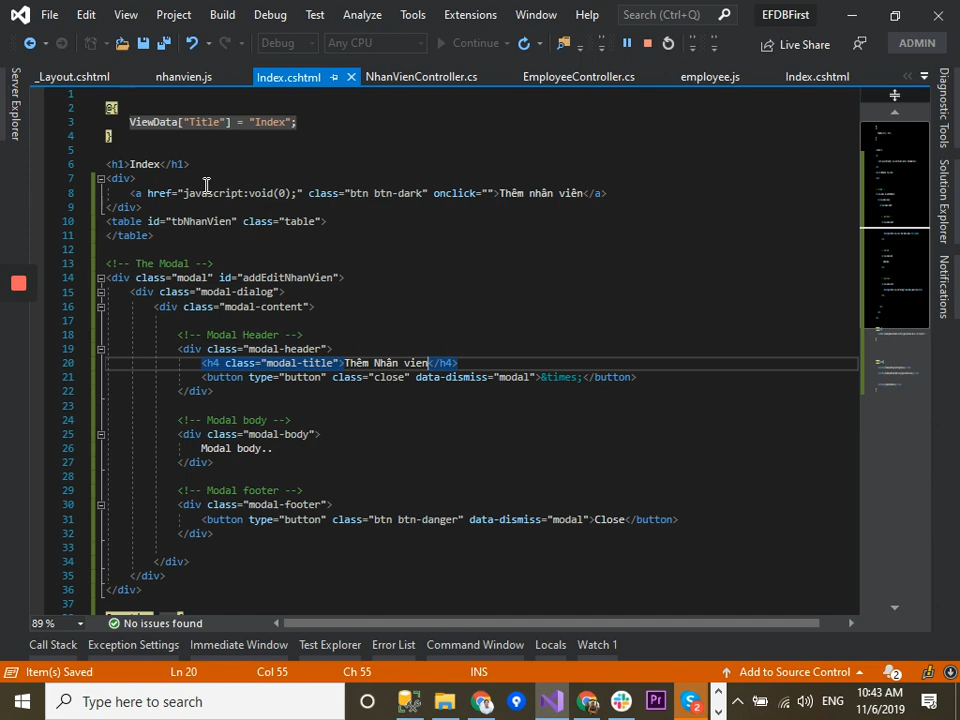 File Edit View Project Build Debug Test Analyze Tools Extensions Window Help Search (Ctrl+Q) EFDBFirst
Debug Any CPU Continue Live Share ADMIN
_Layout.cshtml nhanvien.js Index.cshtml NhanVienController.cs EmployeeController.cs employee.js Index.cshtml
Server Explorer
Diagnostic Tools
Solution Explorer
Notifications
1
2 @{
3 ViewData["Title"] = "Index";
4 }
5
6 <h1>Index</h1>
7 <div>
8 <a href="javascript:void(0);" class="btn btn-dark" onclick="">Thêm nhân viên</a>
9 </div>
10 <table id="tbNhanVien" class="table">
11 </table>
12
13 <!-- The Modal -->
14 <div class="modal" id="addEditNhanVien">
15 <div class="modal-dialog">
16 <div class="modal-content">
17
18 <!-- Modal Header -->
19 <div class="modal-header">
20 <h4 class="modal-title">Thêm Nhân vien</h4>
21 <button type="button" class="close" data-dismiss="modal">&times;</button>
22 </div>
23
24 <!-- Modal body -->
25 <div class="modal-body">
26 Modal body..
27 </div>
28
29 <!-- Modal footer -->
30 <div class="modal-footer">
31 <button type="button" class="btn btn-danger" data-dismiss="modal">Close</button>
32 </div>
33
34 </div>
35 </div>
36 </div>
37
89 % No issues found
Call Stack Exception Settings Immediate Window Test Explorer Error List Command Window Locals Watch 1
Item(s) Saved Ln 20 Col 55 Ch 55 INS Add to Source Control 2
Type here to search Pr 2 ENG 10:43 AM
11/6/2019